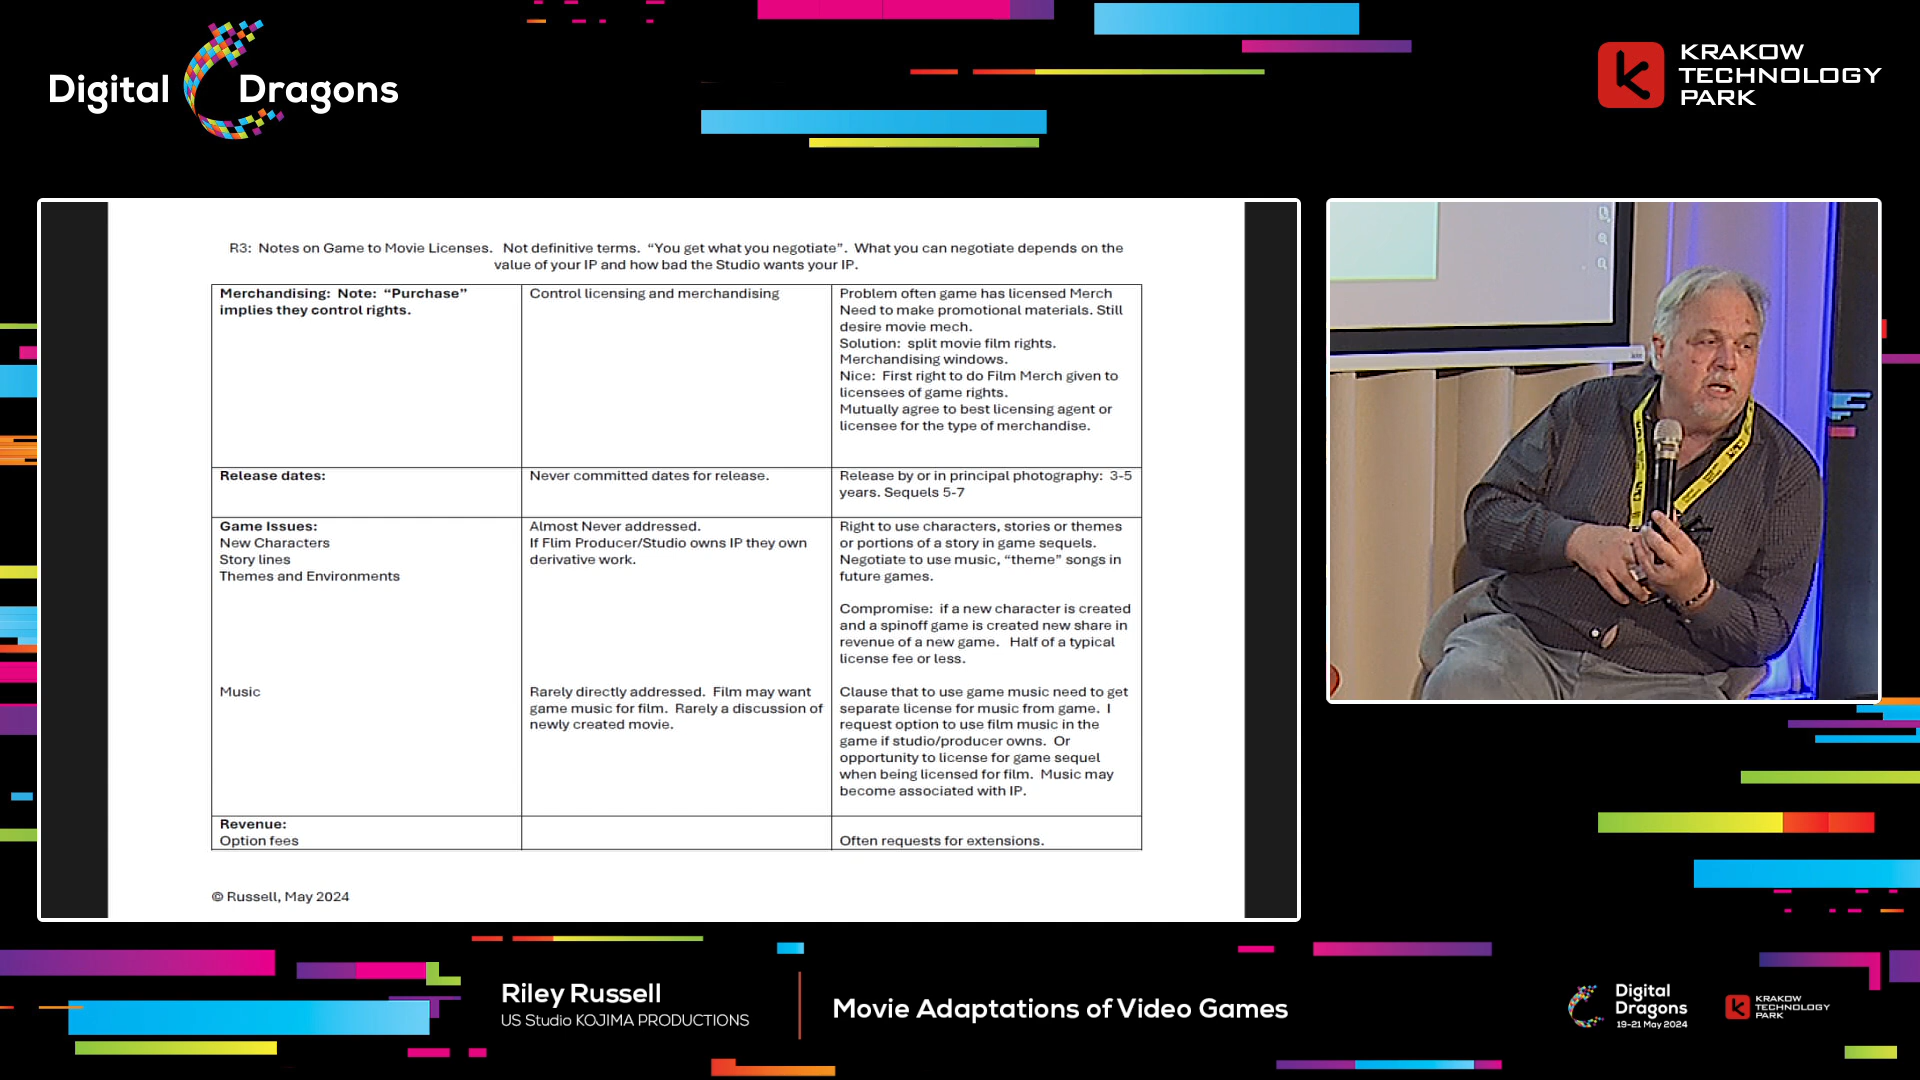 Digital Dragons
KRAKOW
TECHNOLOGY
PARK
R3: Notes on Game to Movie Licenses. Not definitive terms. “You get what you negotiate”. What you can negotiate depends on the
value of your IP and how bad the Studio wants your IP.
Merchandising: Note: “Purchase”
implies they control rights.
Control licensing and merchandising
Problem often game has licensed Merch
Need to make promotional materials. Still
desire movie mech.
Solution: split movie film rights.
Merchandising windows.
Nice: First right to do Film Merch given to
licensees of game rights.
Mutually agree to best licensing agent or
licensee for the type of merchandise.
Release dates:
Never committed dates for release.
Release by or in principal photography: 3-5
years. Sequels 5-7
Game Issues:
New Characters
Story lines
Themes and Environments
Almost Never addressed.
If Flim Producer/Studio owns IP they own
derivative work.
Right to use characters, stories or themes
or portions of a story in game sequels.
Negotiate to use music, “theme” songs in
future games.
Compromise: if a new character is created
and a spinoff game is created new share in
revenue of a new game. Half of a typical
license fee or less.
Music
Rarely directly addressed. Film may want
game music for film. Rarely a discussion of
newly created movie.
Clause that to use game music need to get
separate license for music from game. I
request option to use film music in the
game if studio/producer owns. Or
opportunity to license for game sequel
when being licensed for film. Music may
become associated with IP.
Revenue:
Option fees
Often requests for extensions.
© Russell, May 2024
Riley Russell
US Studio KOJIMA PRODUCTIONS
Movie Adaptations of Video Games
Digital
Dragons
19-21 May 2024
KRAKOW
TECHNOLOGY
PARK